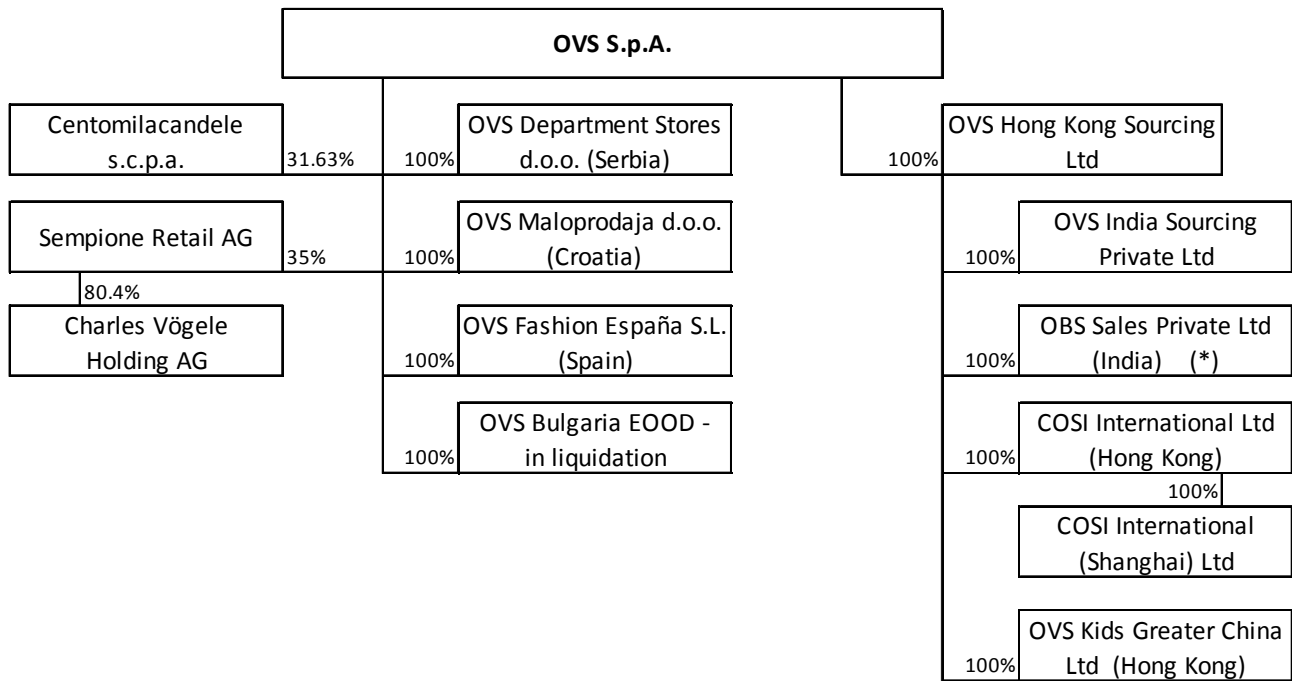 OVS S.p.A.
Centomilacandele
s.c.p.a.
31.63%
100%
OVS Department Stores
d.o.o. (Serbia)
100%
OVS Hong Kong Sourcing
Ltd
Sempione Retail AG
35%
100%
OVS Maloprodaja d.o.o.
(Croatia)
100%
OVS India Sourcing
Private Ltd
80.4%
Charles Vögele
Holding AG
100%
OVS Fashion España S.L.
(Spain)
100%
OBS Sales Private Ltd
(India) (*)
100%
OVS Bulgaria EOOD -
in liquidation
100%
COSI International Ltd
(Hong Kong)
100%
COSI International
(Shanghai) Ltd
100%
OVS Kids Greater China
Ltd (Hong Kong)